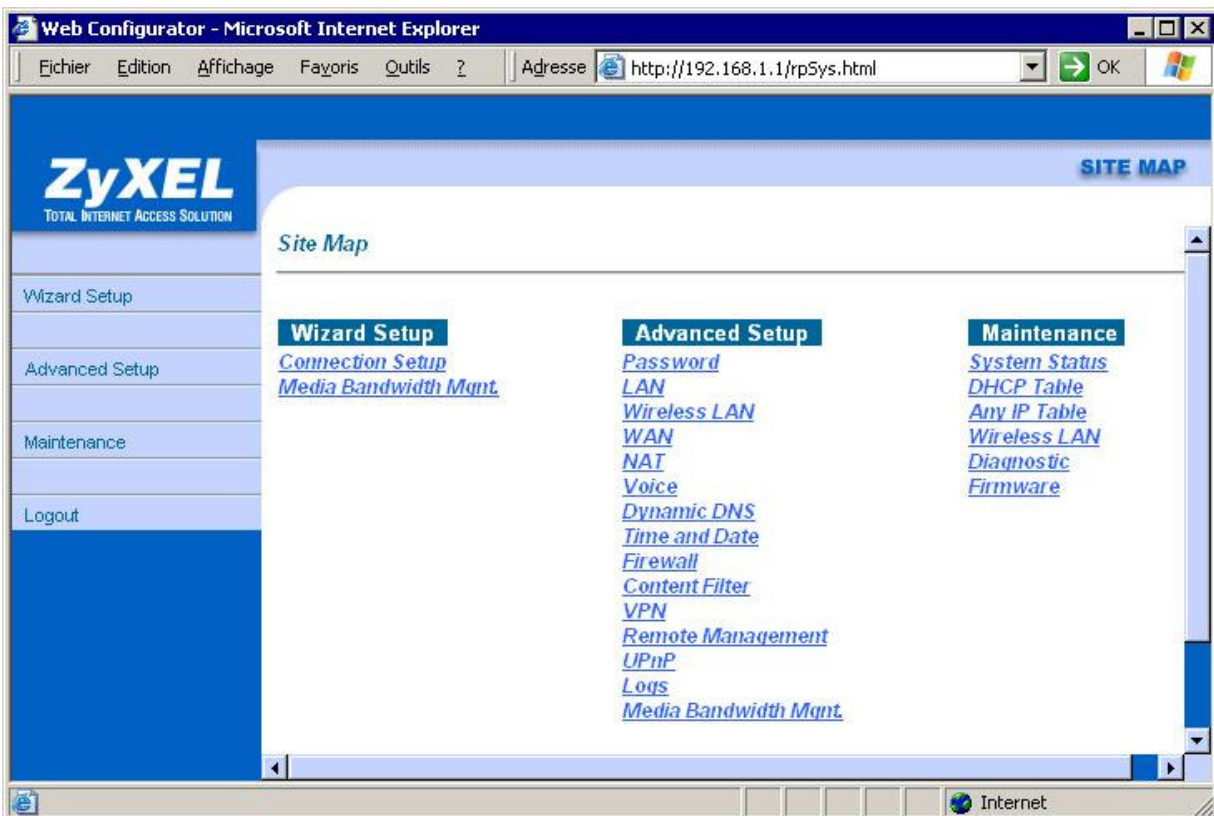 Web Configurator - Microsoft Internet Explorer
Fichier Edition Affichage Favoris Outils ? Adresse http://192.168.1.1/rpSys.html OK
ZyXEL
TOTAL INTERNET ACCESS SOLUTION
SITE MAP
Site Map
Wizard Setup
Advanced Setup
Maintenance
Logout
Wizard Setup
Connection Setup
Media Bandwidth Mgnt.
Advanced Setup
Password
LAN
Wireless LAN
WAN
NAT
Voice
Dynamic DNS
Time and Date
Firewall
Content Filter
VPN
Remote Management
UPnP
Logs
Media Bandwidth Mgnt.
Maintenance
System Status
DHCP Table
Any IP Table
Wireless LAN
Diagnostic
Firmware
Internet